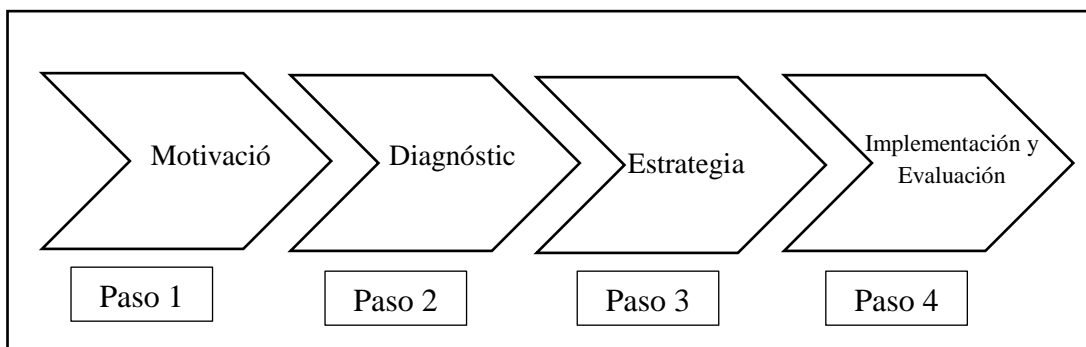 Motivació
Diagnóstic
Estrategia
Implementación y
Evaluación
Paso 1
Paso 2
Paso 3
Paso 4